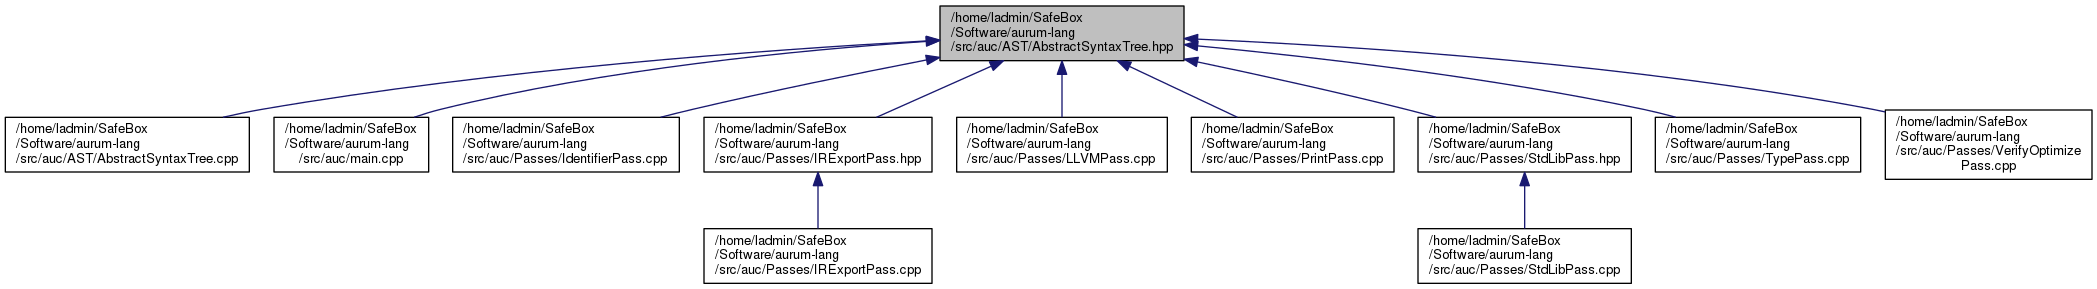 /home/ladmin/SafeBox
/Software/aurum-lang
/src/auc/AST/AbstractSyntaxTree.hpp
/home/ladmin/SafeBox
/Software/aurum-lang
/src/auc/AST/AbstractSyntaxTree.cpp
/home/ladmin/SafeBox
/Software/aurum-lang
/src/auc/main.cpp
/home/ladmin/SafeBox
/Software/aurum-lang
/src/auc/Passes/IdentifierPass.cpp
/home/ladmin/SafeBox
/Software/aurum-lang
/src/auc/Passes/IRExportPass.hpp
/home/ladmin/SafeBox
/Software/aurum-lang
/src/auc/Passes/LLVMPass.cpp
/home/ladmin/SafeBox
/Software/aurum-lang
/src/auc/Passes/PrintPass.cpp
/home/ladmin/SafeBox
/Software/aurum-lang
/src/auc/Passes/StdLibPass.hpp
/home/ladmin/SafeBox
/Software/aurum-lang
/src/auc/Passes/TypePass.cpp
/home/ladmin/SafeBox
/Software/aurum-lang
/src/auc/Passes/VerifyOptimize
Pass.cpp
/home/ladmin/SafeBox
/Software/aurum-lang
/src/auc/Passes/IRExportPass.cpp
/home/ladmin/SafeBox
/Software/aurum-lang
/src/auc/Passes/StdLibPass.cpp